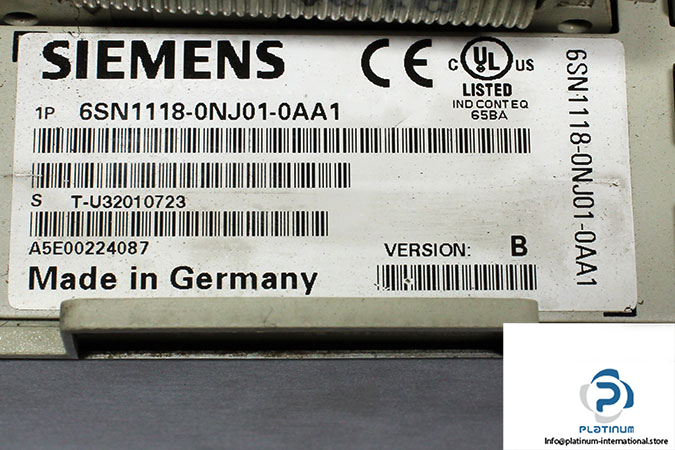 SIEMENS
CE
C UL US
LISTED
IND CONT EQ
65BA
1P 6SN1118-0NJ01-0AA1
S T-U32010723
A5E00224087
VERSION: B
Made in Germany
6SN1118-0NJ01-0AA1
PLATINUM
Info@platinum-international.store